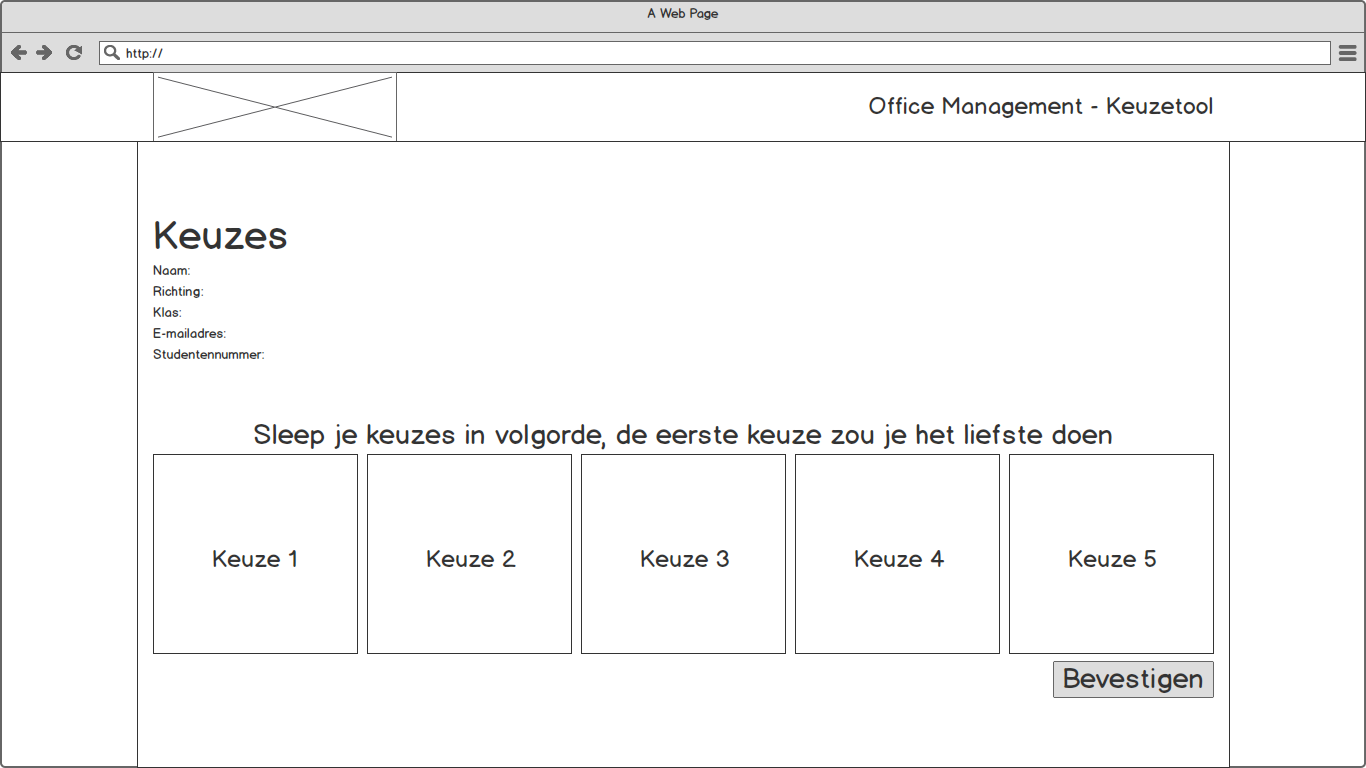 A Web Page
http://
Office Management - Keuzetool
Keuzes
Naam:
Richting:
Klas:
E-mailadres:
Studentennummer:
Sleep je keuzes in volgorde, de eerste keuze zou je het liefste doen
Keuze 1
Keuze 2
Keuze 3
Keuze 4
Keuze 5
Bevestigen